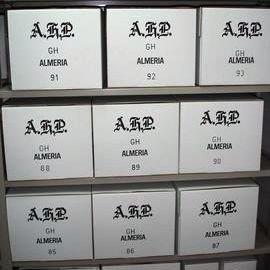 A.H.P.
GH
ALMERIA
91
A.H.P.
GH
ALMERIA
92
A.H.P.
GH
ALMERIA
93
A.H.P.
GH
ALMERIA
88
A.H.P.
GH
ALMERIA
89
A.H.P.
GH
ALMERIA
90
A.H.P.
GH
ALMERIA
85
A.H.P.
GH
ALMERIA
86
A.H.P.
GH
ALMERIA
87